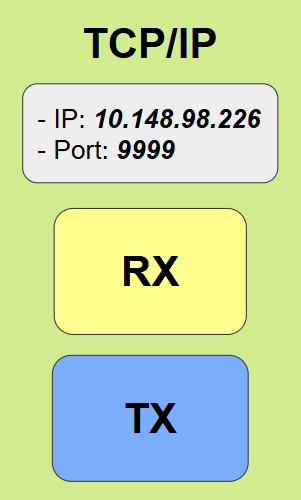 TCP/IP
- IP: 10.148.98.226
- Port: 9999
RX
TX